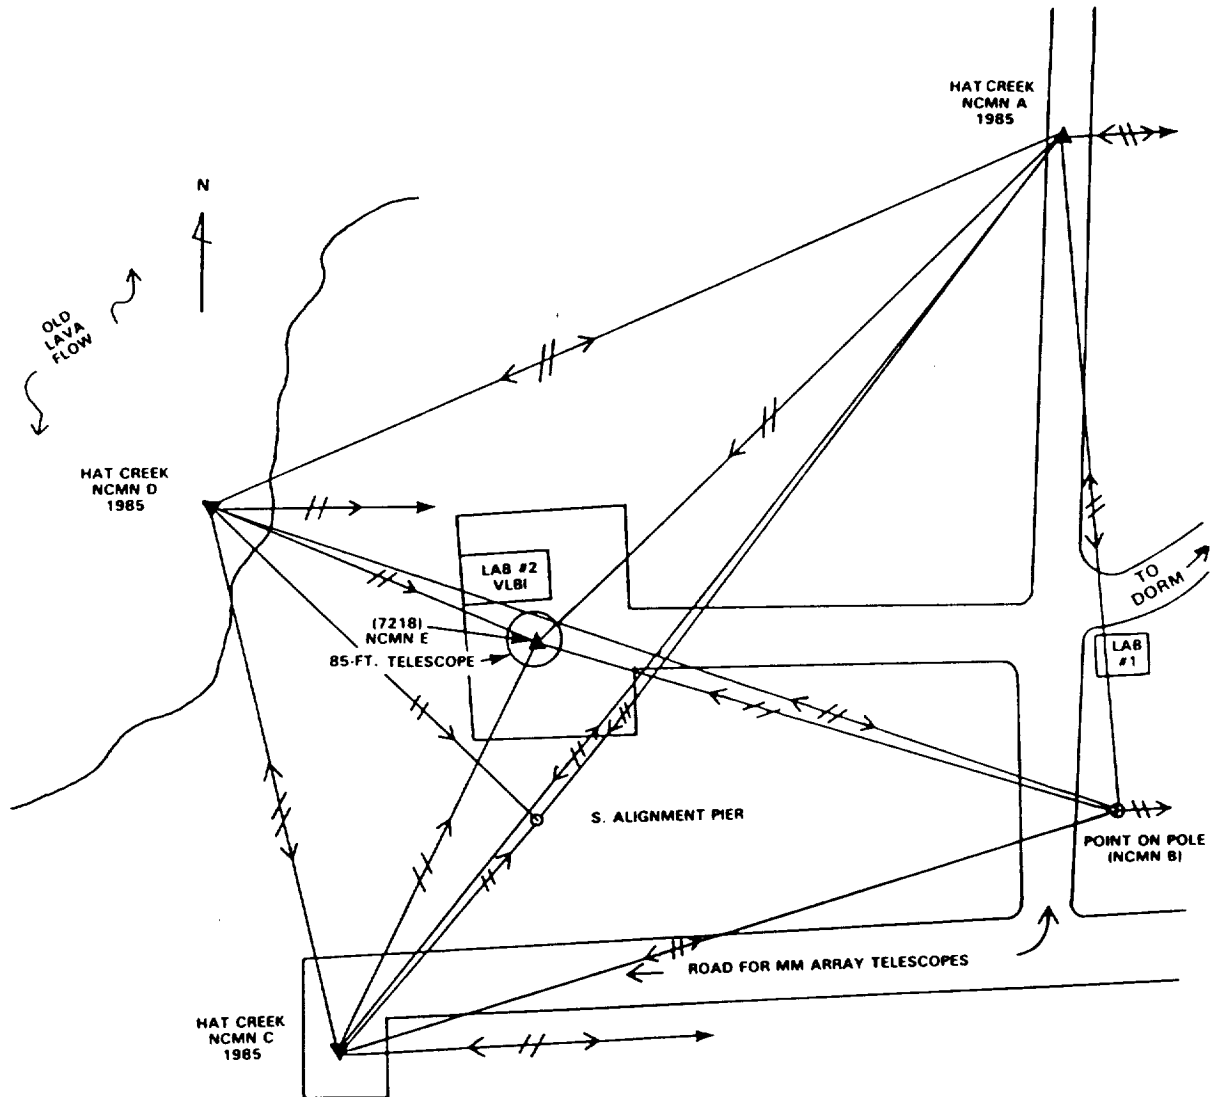 HAT CREEK
NCMN A
1985
N
OLD
LAVA
FLOW
HAT CREEK
NCMN D
1985
LAB #2
VLBI
(7218)
NCMN E
85-FT. TELESCOPE
TO
DORM
LAB
#1
S. ALIGNMENT PIER
POINT ON POLE
(NCMN B)
ROAD FOR MM ARRAY TELESCOPES
HAT CREEK
NCMN C
1985